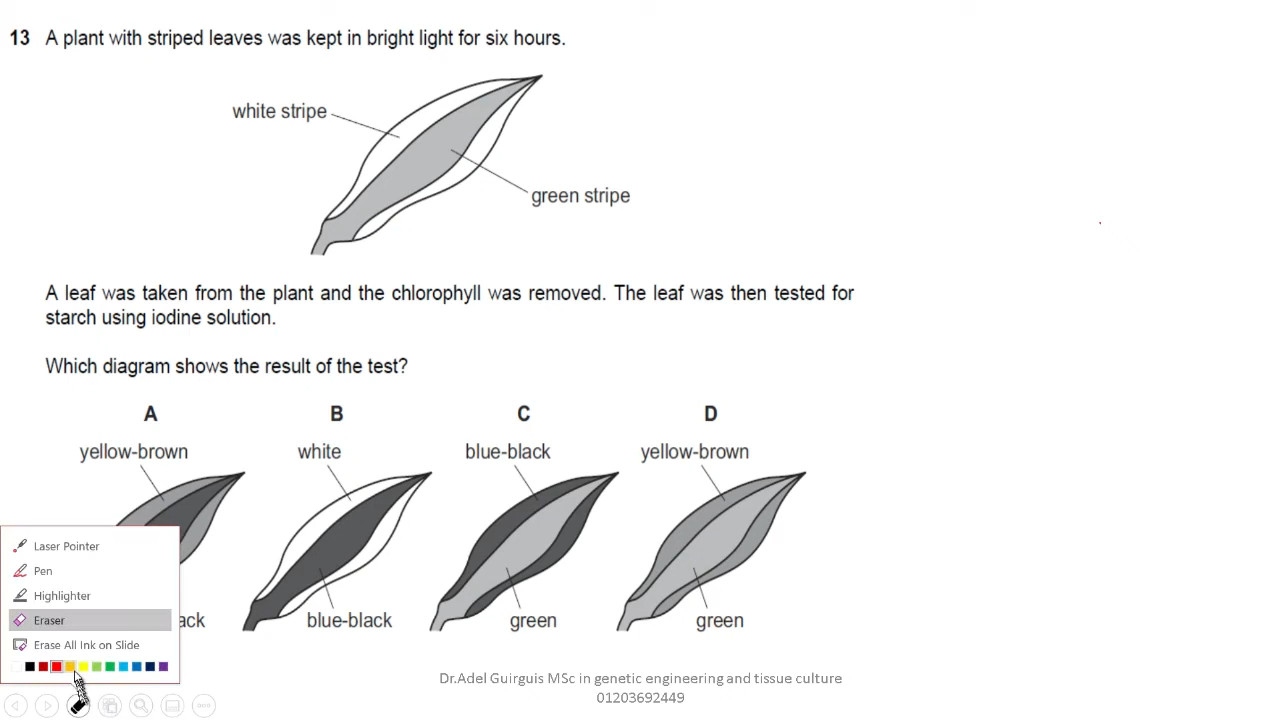 13 A plant with striped leaves was kept in bright light for six hours.
white stripe
green stripe
A leaf was taken from the plant and the chlorophyll was removed. The leaf was then tested for
starch using iodine solution.
Which diagram shows the result of the test?
A B C D
yellow-brown white blue-black yellow-brown
ack blue-black green green
Laser Pointer
Pen
Highlighter
Eraser
Erase All Ink on Slide
Dr.Adel Guirguis MSc in genetic engineering and tissue culture
01203692449